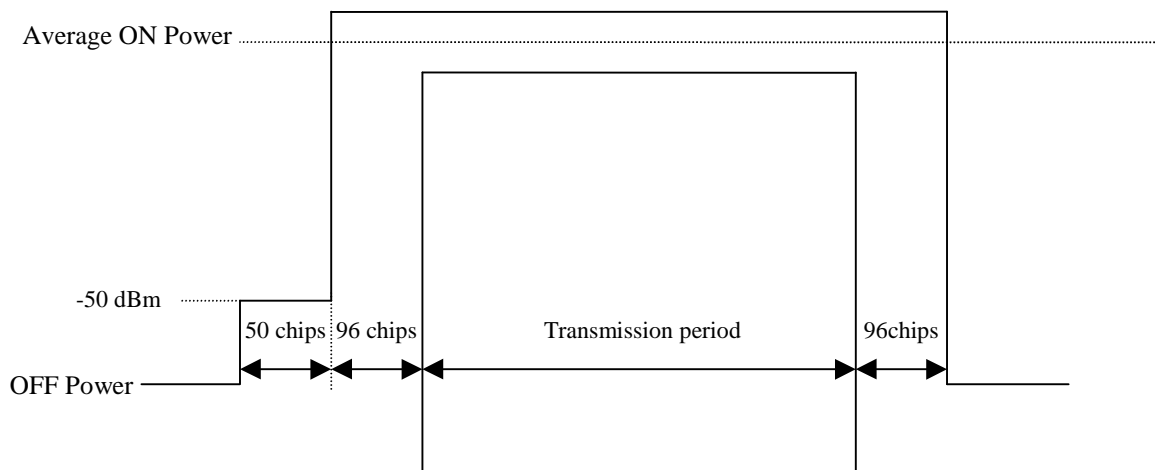 Average ON Power
-50 dBm
50 chips 96 chips Transmission period 96chips
OFF Power